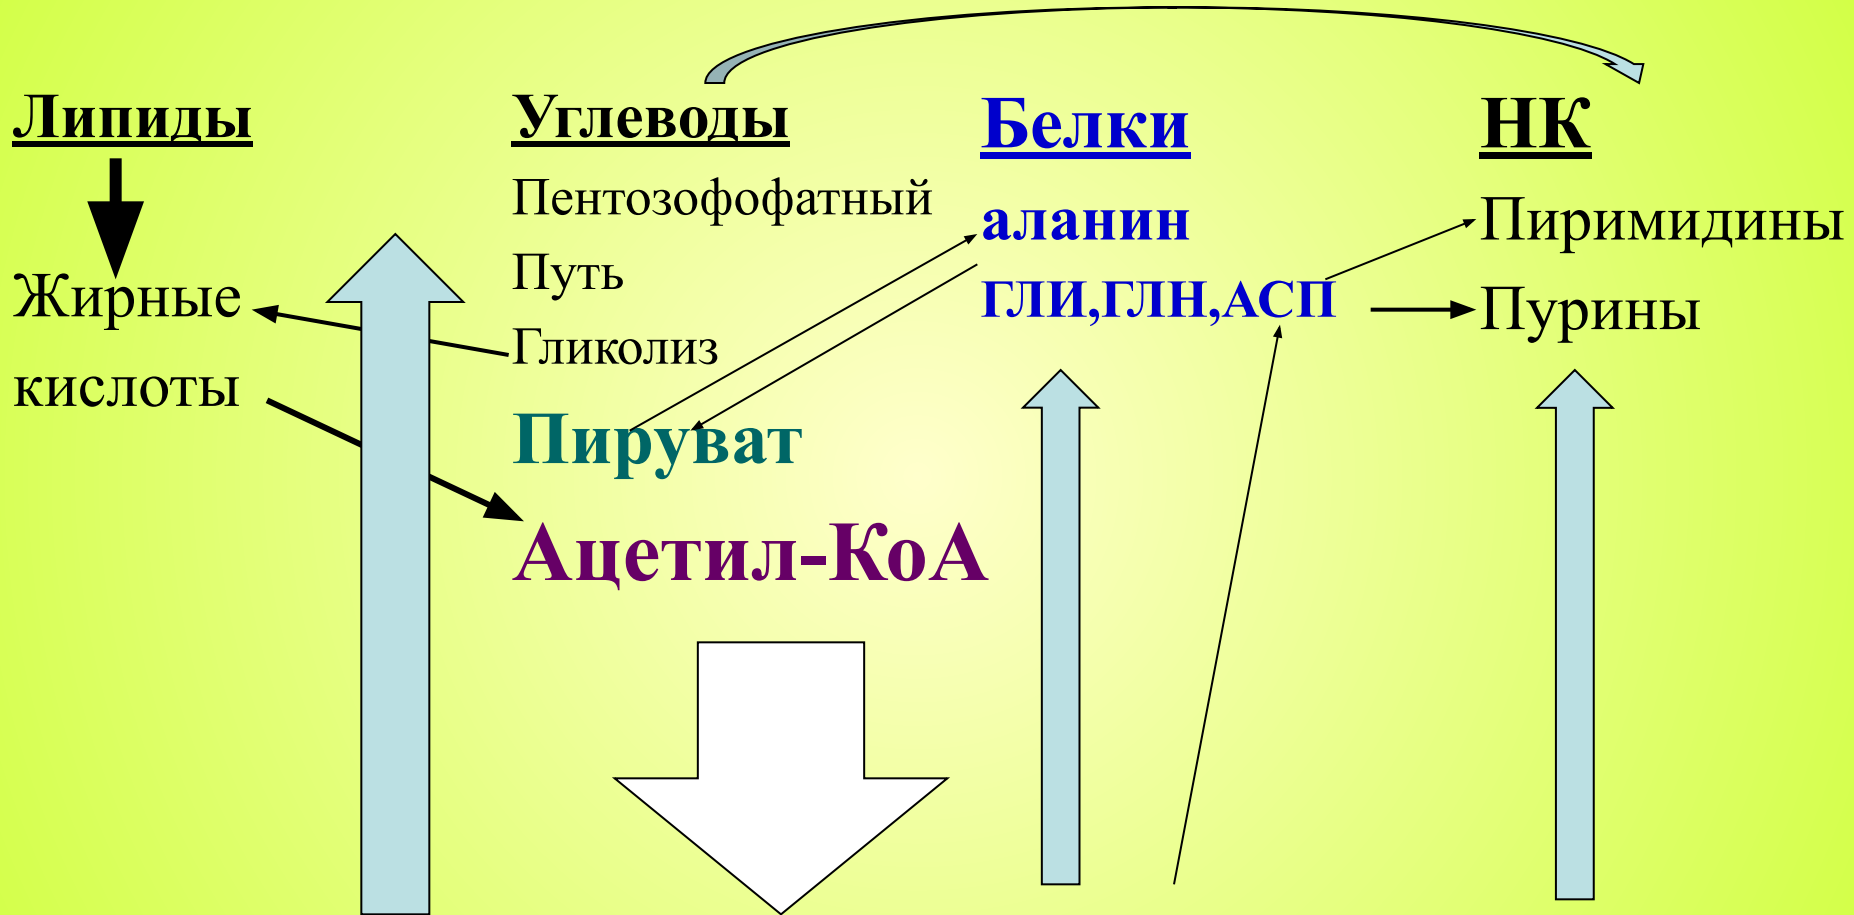 Липиды
Жирные
кислоты
Углеводы
Пентозофофатный
Путь
Гликолиз
Пируват
Ацетил-КоА
Белки
аланин
ГЛИ,ГЛН,АСП
НК
Пиримидины
Пурины